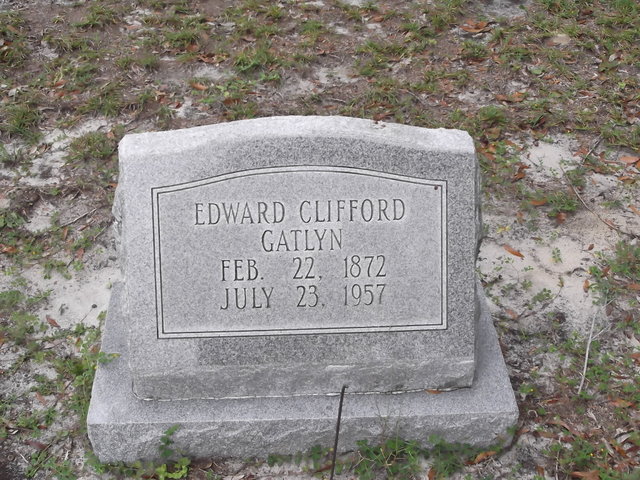 EDWARD CLIFFORD
GATLYN
FEB. 22, 1872
JULY 23, 1957